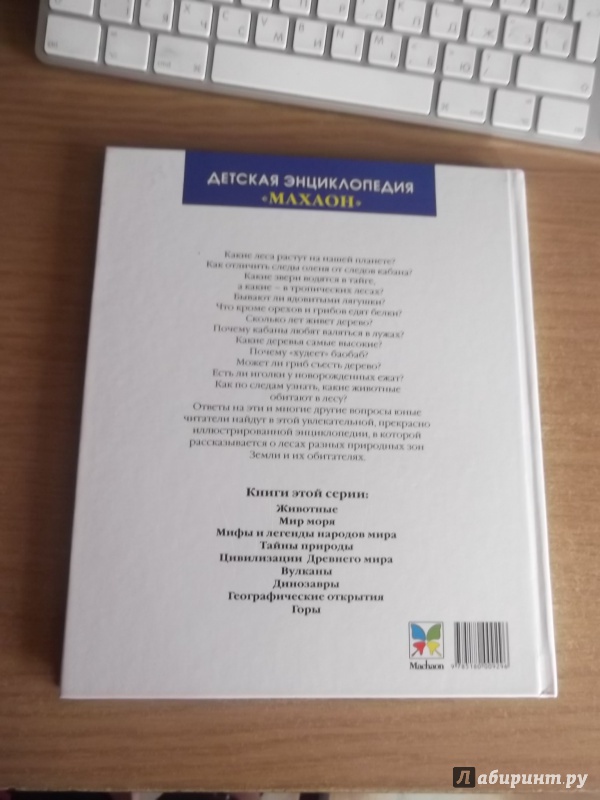 ДЕТСКАЯ ЭНЦИКЛОПЕДИЯ
«МАХАОН»
Какие леса растут на нашей планете?
Как отличить следы оленя от следов кабана?
Какие звери водятся в тайге,
а какие – в тропических лесах?
Бывают ли ядовитыми лягушки?
Что кроме орехов и грибов едят белки?
Сколько лет живет дерево?
Почему кабаны любят валяться в лужах?
Какие деревья самые высокие?
Почему «худеет» баобаб?
Может ли гриб съесть дерево?
Есть ли иголки у новорожденных ежат?
Как по следам узнать, какие животные
обитают в лесу?
Ответы на эти и многие другие вопросы юные
читатели найдут в этой увлекательной, прекрасно
иллюстрированной энциклопедии, в которой
рассказывается о лесах разных природных зон
Земли и их обитателях.
Книги этой серии:
Животные
Мир моря
Мифы и легенды народов мира
Тайны природы
Цивилизации Древнего мира
Вулканы
Динозавры
Географические открытия
Горы
Machaon
Лабиринт.ру